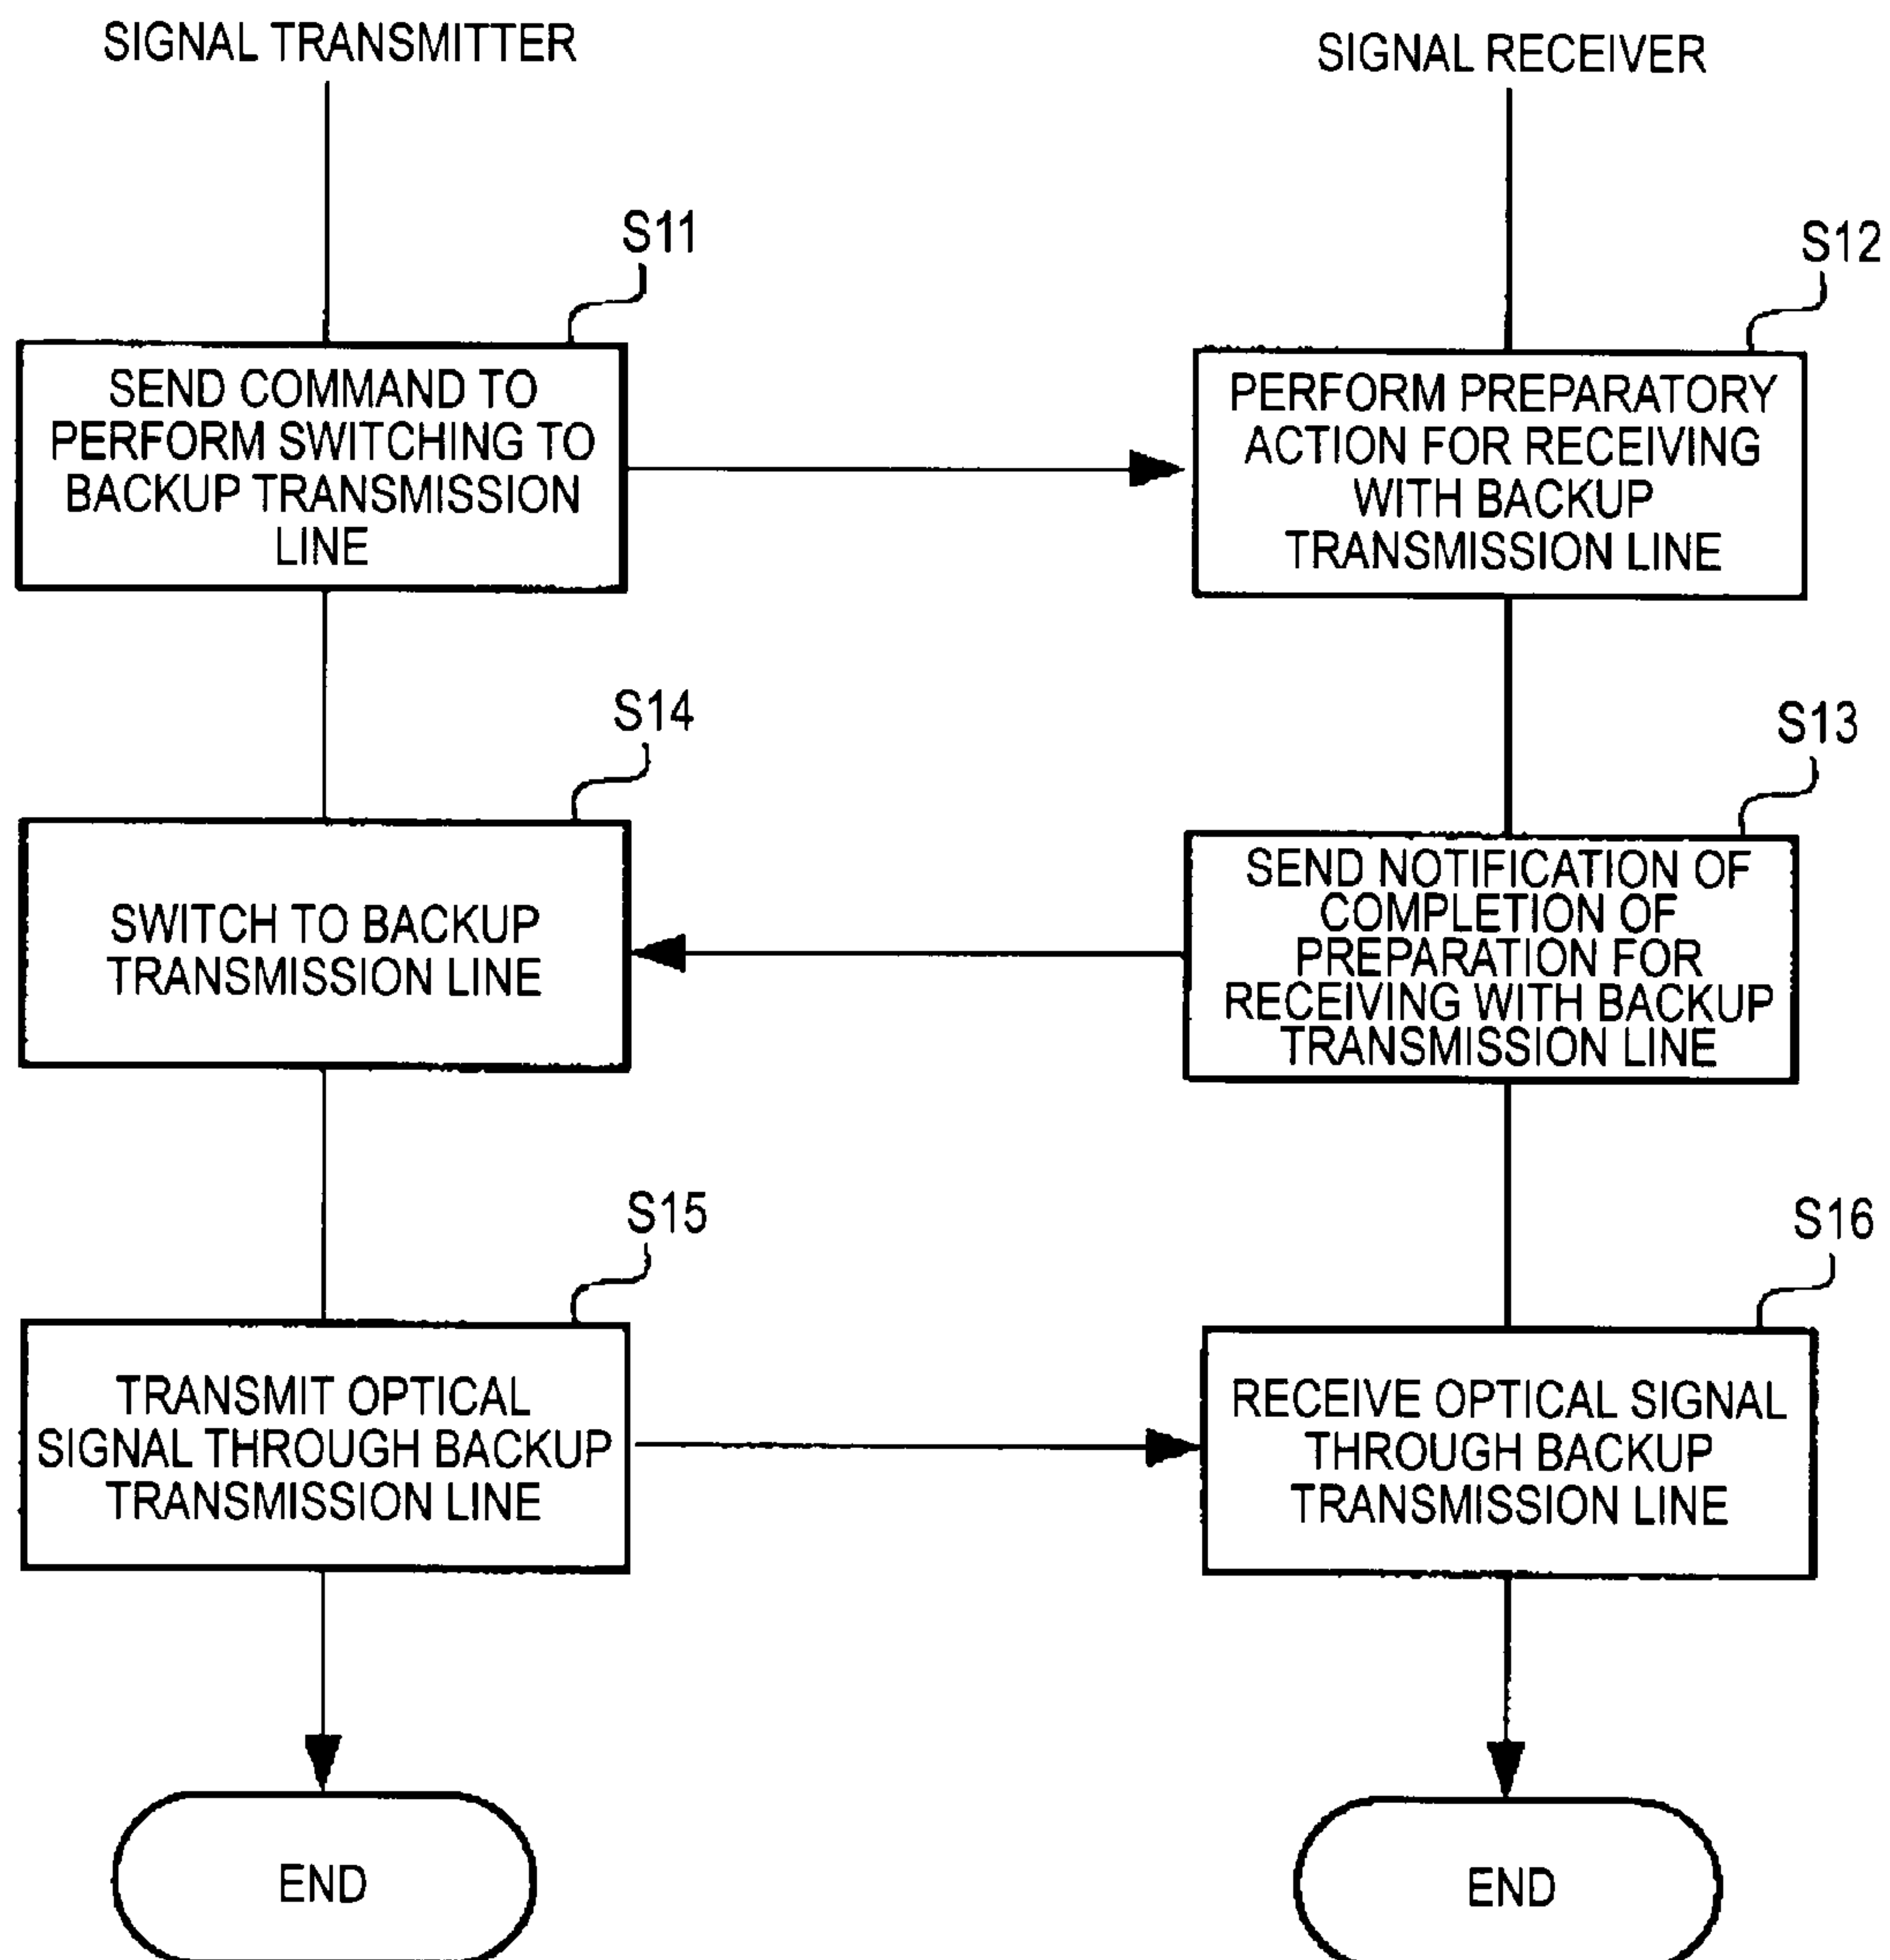 SIGNAL TRANSMITTER
SIGNAL RECEIVER
S11
SEND COMMAND TO
PERFORM SWITCHING TO
BACKUP TRANSMISSION
LINE
S12
PERFORM PREPARATORY
ACTION FOR RECEIVING
WITH BACKUP
TRANSMISSION LINE
S14
SWITCH TO BACKUP
TRANSMISSION LINE
S13
SEND NOTIFICATION OF
COMPLETION OF
PREPARATION FOR
RECEIVING WITH BACKUP
TRANSMISSION LINE
S15
TRANSMIT OPTICAL
SIGNAL THROUGH BACKUP
TRANSMISSION LINE
S16
RECEIVE OPTICAL SIGNAL
THROUGH BACKUP
TRANSMISSION LINE
END
END